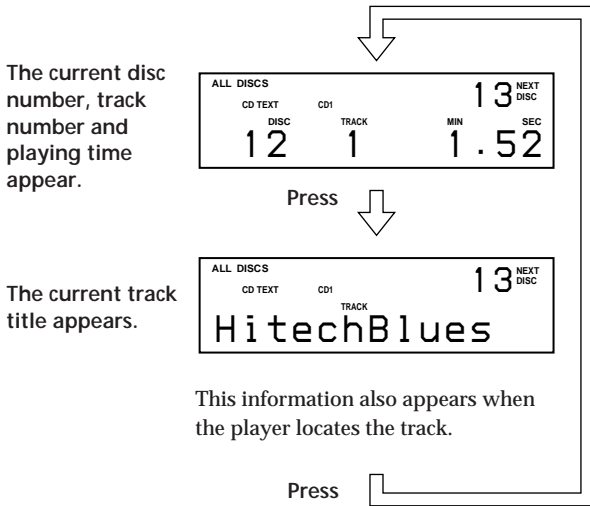 The current disc
number, track
number and
playing time
appear.
ALL DISCS
CD TEXT CD1 13 NEXT DISC
DISC TRACK MIN SEC
12 1 1.52
Press
The current track
title appears.
ALL DISCS
CD TEXT CD1 13 NEXT DISC
TRACK
HitechBlues
This information also appears when
the player locates the track.
Press